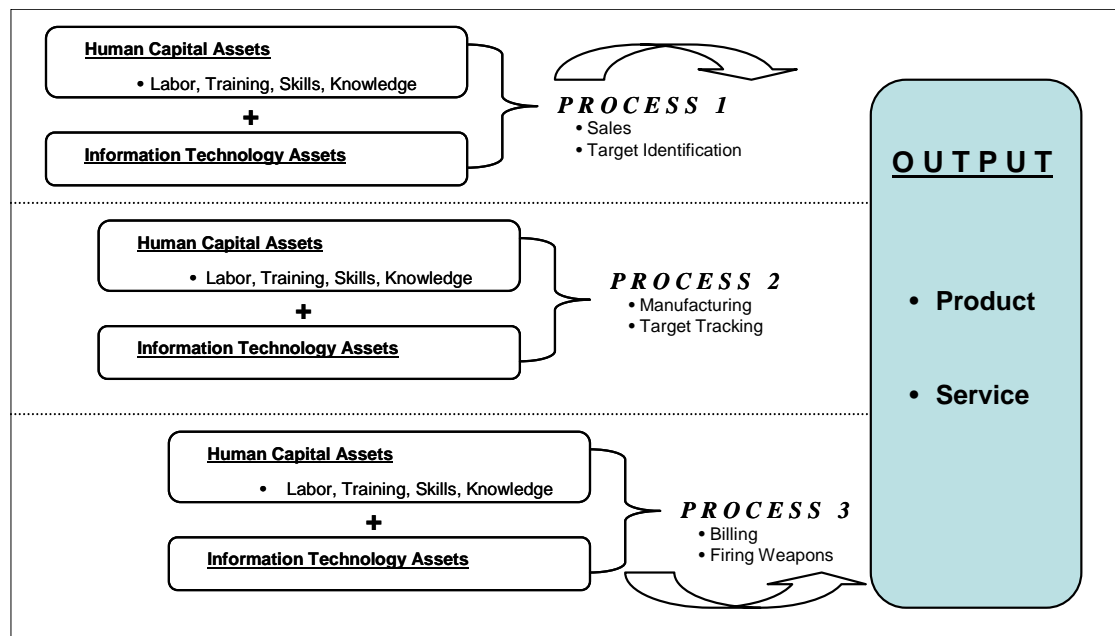 Human Capital Assets
• Labor, Training, Skills, Knowledge
+
Information Technology Assets
PROCESS 1
• Sales
• Target Identification
Human Capital Assets
• Labor, Training, Skills, Knowledge
+
Information Technology Assets
PROCESS 2
• Manufacturing
• Target Tracking
Human Capital Assets
• Labor, Training, Skills, Knowledge
+
Information Technology Assets
PROCESS 3
• Billing
• Firing Weapons
OUTPUT
• Product
• Service